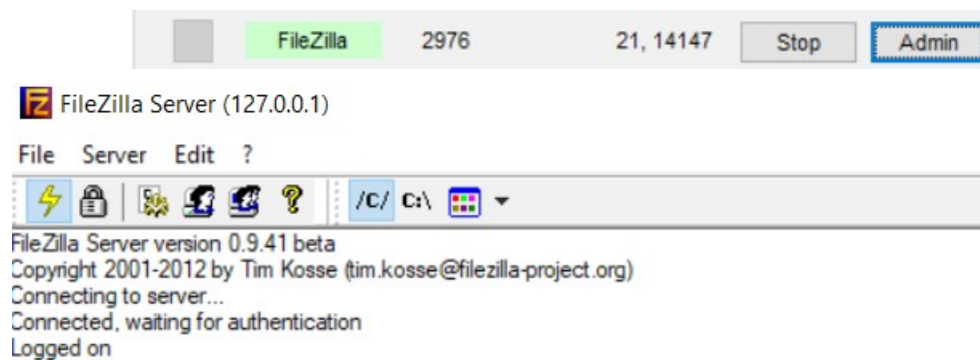 FileZilla 2976 21, 14147 Stop Admin
FileZilla Server (127.0.0.1)
File Server Edit ?
/C/ C:\
FileZilla Server version 0.9.41 beta
Copyright 2001-2012 by Tim Kosse (tim.kosse@filezilla-project.org)
Connecting to server...
Connected, waiting for authentication
Logged on